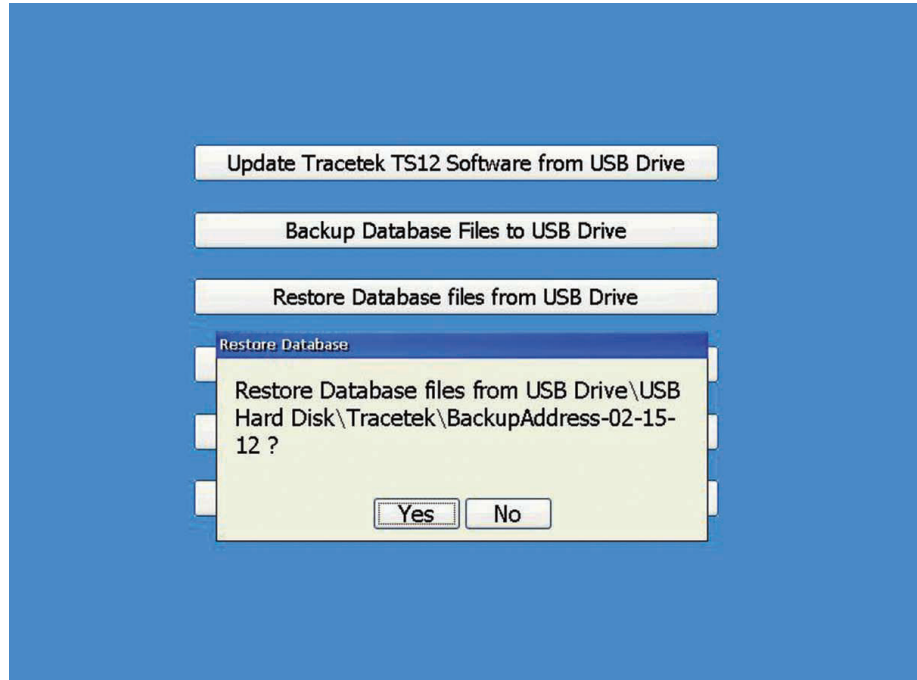 Update Tracetek TS12 Software from USB Drive
Backup Database Files to USB Drive
Restore Database files from USB Drive
Restore Database
Restore Database files from USB Drive\USB
Hard Disk\Tracetek\BackupAddress-02-15-
12 ?
Yes No